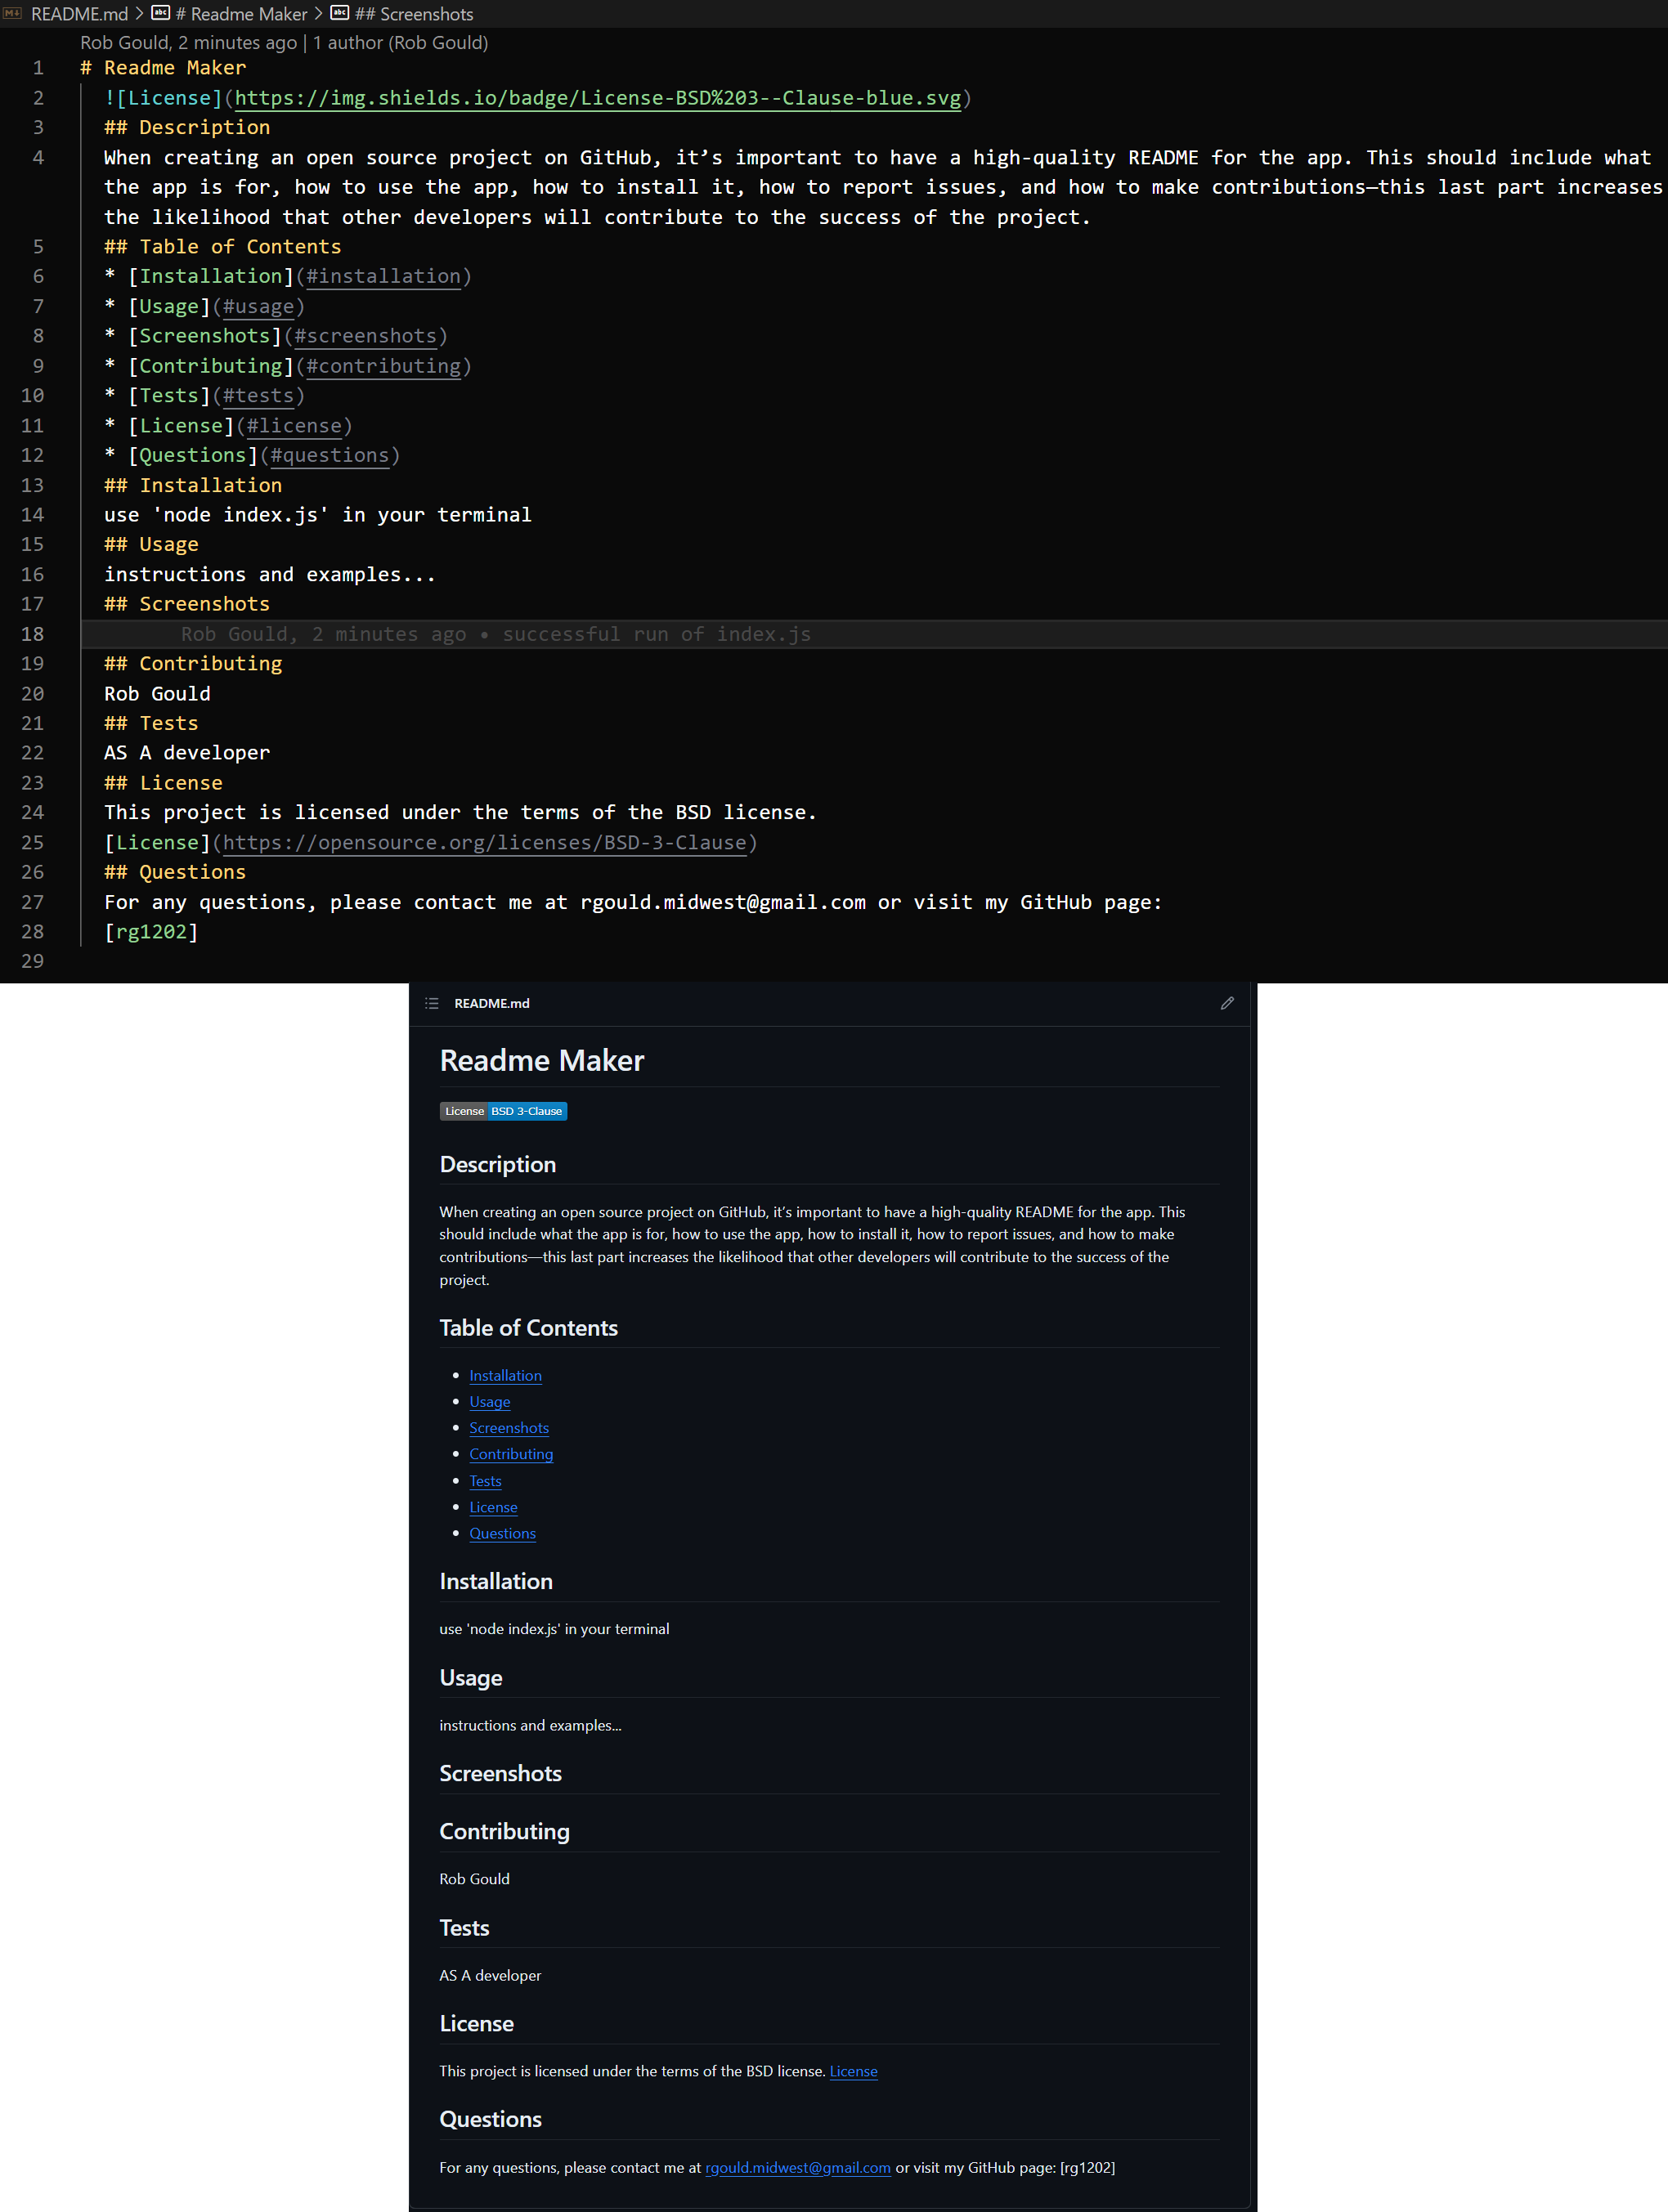 README.md > # Readme Maker > ## Screenshots
Rob Gould, 2 minutes ago | 1 author (Rob Gould)
1 # Readme Maker
2 ![License](https://img.shields.io/badge/License-BSD%203--Clause-blue.svg)
3 ## Description
4 When creating an open source project on GitHub, it’s important to have a high-quality README for the app. This should include what
the app is for, how to use the app, how to install it, how to report issues, and how to make contributions—this last part increases
the likelihood that other developers will contribute to the success of the project.
5 ## Table of Contents
6 * [Installation](#installation)
7 * [Usage](#usage)
8 * [Screenshots](#screenshots)
9 * [Contributing](#contributing)
10 * [Tests](#tests)
11 * [License](#license)
12 * [Questions](#questions)
13 ## Installation
14 use 'node index.js' in your terminal
15 ## Usage
16 instructions and examples...
17 ## Screenshots
18 Rob Gould, 2 minutes ago • successful run of index.js
19 ## Contributing
20 Rob Gould
21 ## Tests
22 AS A developer
23 ## License
24 This project is licensed under the terms of the BSD license.
25 [License](https://opensource.org/licenses/BSD-3-Clause)
26 ## Questions
27 For any questions, please contact me at rgould.midwest@gmail.com or visit my GitHub page:
28 [rg1202]
29
README.md
Readme Maker
License BSD 3-Clause
Description
When creating an open source project on GitHub, it’s important to have a high-quality README for the app. This
should include what the app is for, how to use the app, how to install it, how to report issues, and how to make
contributions—this last part increases the likelihood that other developers will contribute to the success of the
project.
Table of Contents
• Installation
• Usage
• Screenshots
• Contributing
• Tests
• License
• Questions
Installation
use 'node index.js' in your terminal
Usage
instructions and examples...
Screenshots
Contributing
Rob Gould
Tests
AS A developer
License
This project is licensed under the terms of the BSD license. License
Questions
For any questions, please contact me at rgould.midwest@gmail.com or visit my GitHub page: [rg1202]